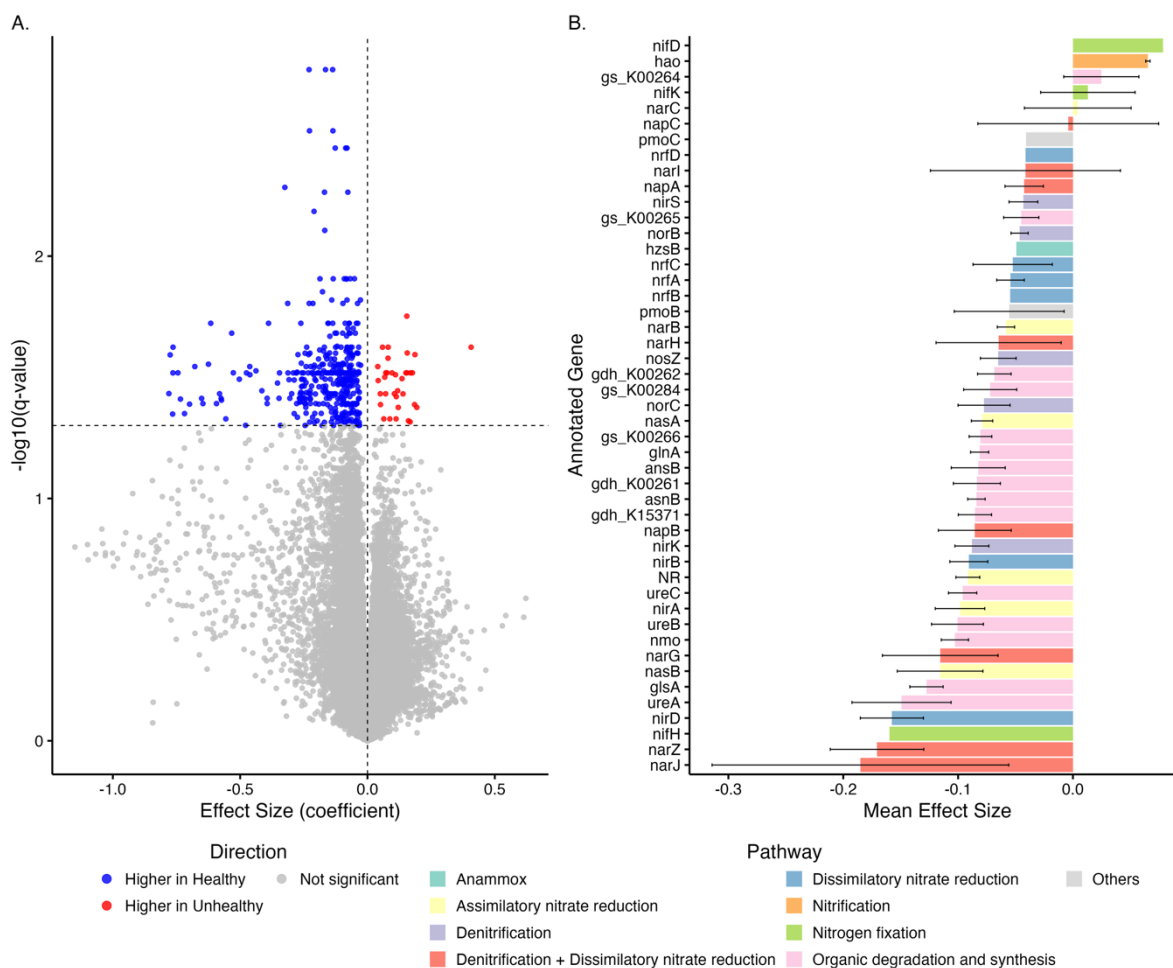 A.
-log10(q-value)
2
1
0
-1.0
-0.5
0.0
0.5
Effect Size (coefficient)
B.
Annotated Gene
nifD
hao
gs_K00264
nifK
narC
napC
pmoC
nrfD
narI
napA
nirS
gs_K00265
norB
hzsB
nrfC
nrfA
nrfB
pmoB
narB
narH
nosZ
gdh_K00262
gs_K00284
norC
nasA
gs_K00266
glnA
ansB
gdh_K00261
asnB
gdh_K15371
napB
nirK
nirB
NR
ureC
nirA
ureB
nmo
narG
nasB
glsA
ureA
nirD
nifH
narZ
narJ
-0.3
-0.2
-0.1
0.0
Mean Effect Size
Direction
Higher in Healthy
Not significant
Higher in Unhealthy
Pathway
Anammox
Assimilatory nitrate reduction
Denitrification
Denitrification + Dissimilatory nitrate reduction
Dissimilatory nitrate reduction
Nitrification
Nitrogen fixation
Organic degradation and synthesis
Others